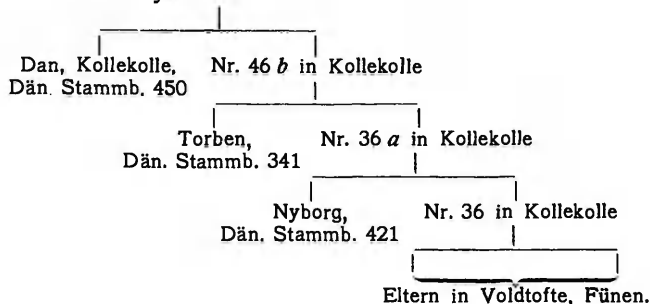 Dan, Kollekolle, Nr. 46 b in Kollekolle
Dän. Stammb. 450
Torben, Nr. 36 a in Kollekolle
Dän. Stammb. 341
Nyborg, Nr. 36 in Kollekolle
Dän. Stammb. 421
Eltern in Voldtofte, Fünen.